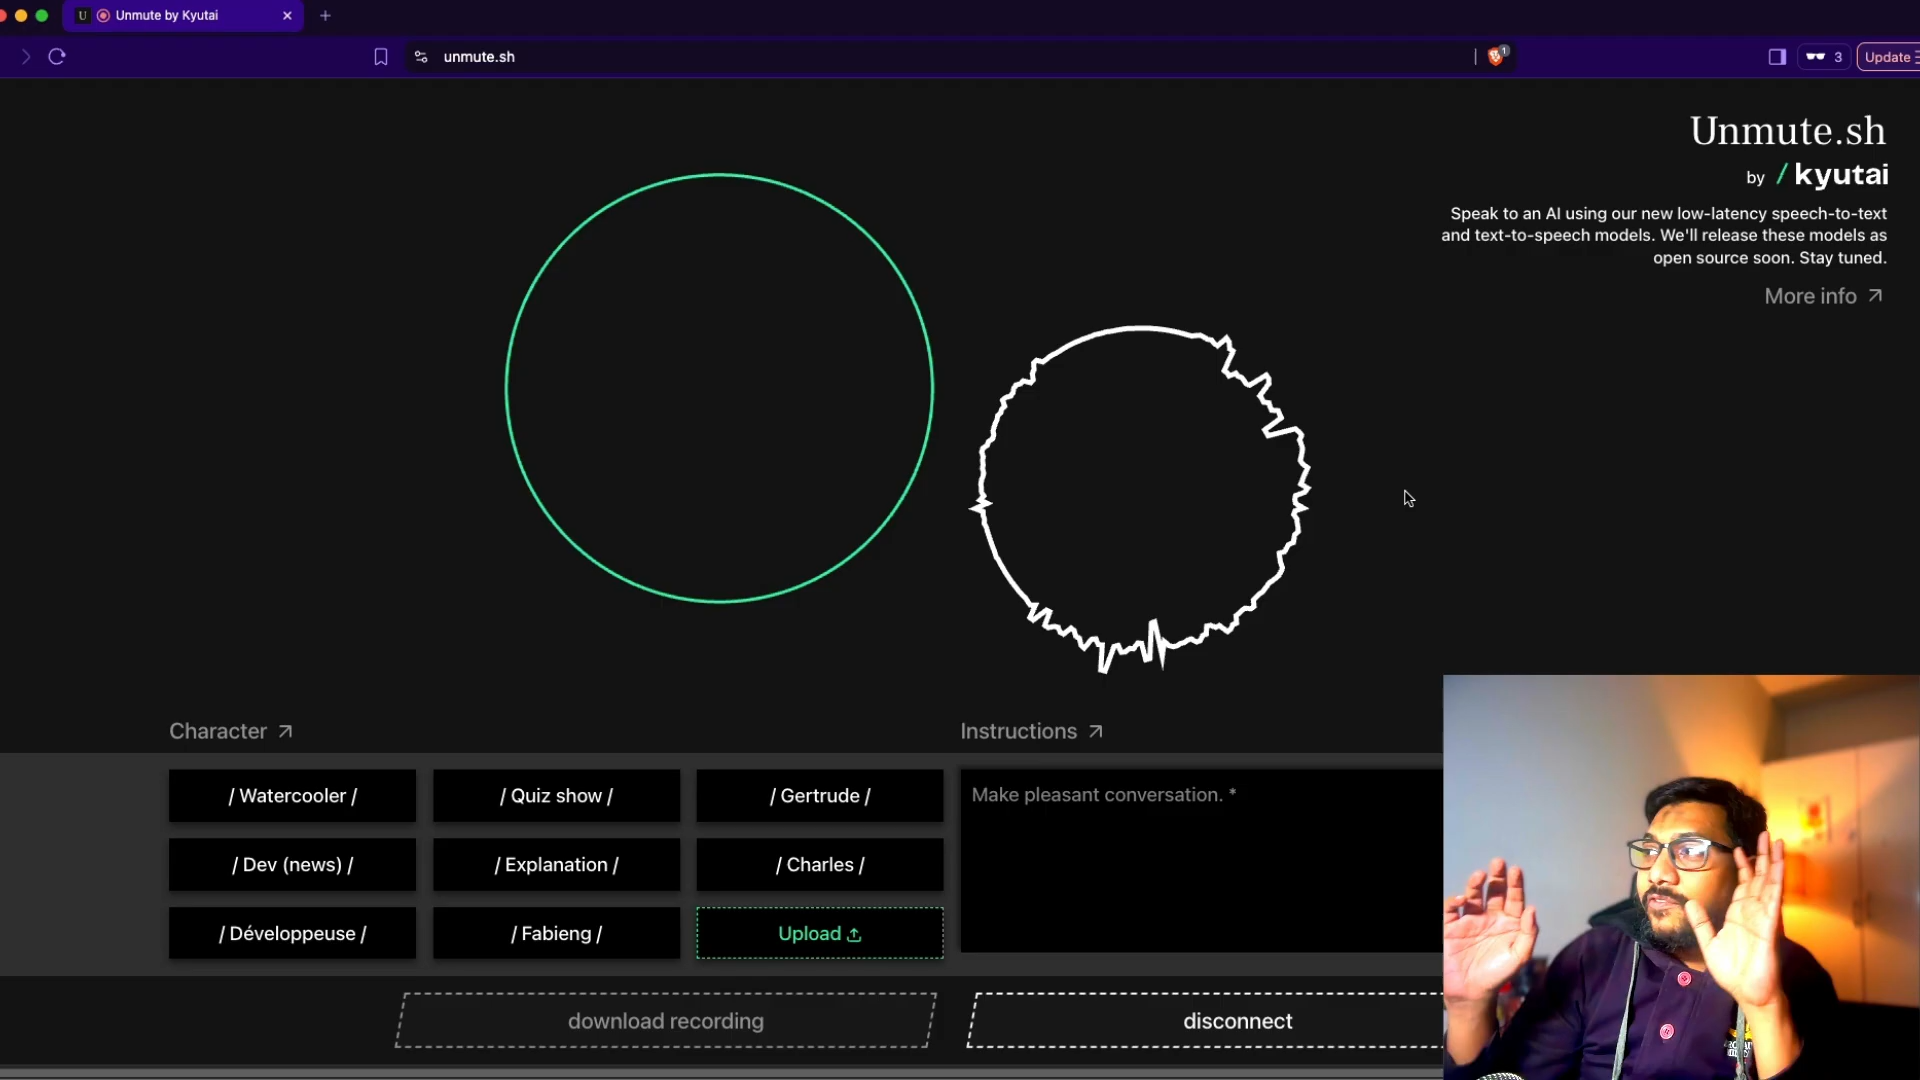 U Unmute by Kyutai
unmute.sh
1
3
Update
Unmute.sh
by / kyutai
Speak to an AI using our new low-latency speech-to-text
and text-to-speech models. We'll release these models as
open source soon. Stay tuned.
More info
Character
/ Watercooler /
/ Quiz show /
/ Gertrude /
/ Dev (news) /
/ Explanation /
/ Charles /
/ Développeuse /
/ Fabieng /
Upload
Instructions
Make pleasant conversation. *
download recording
disconnect